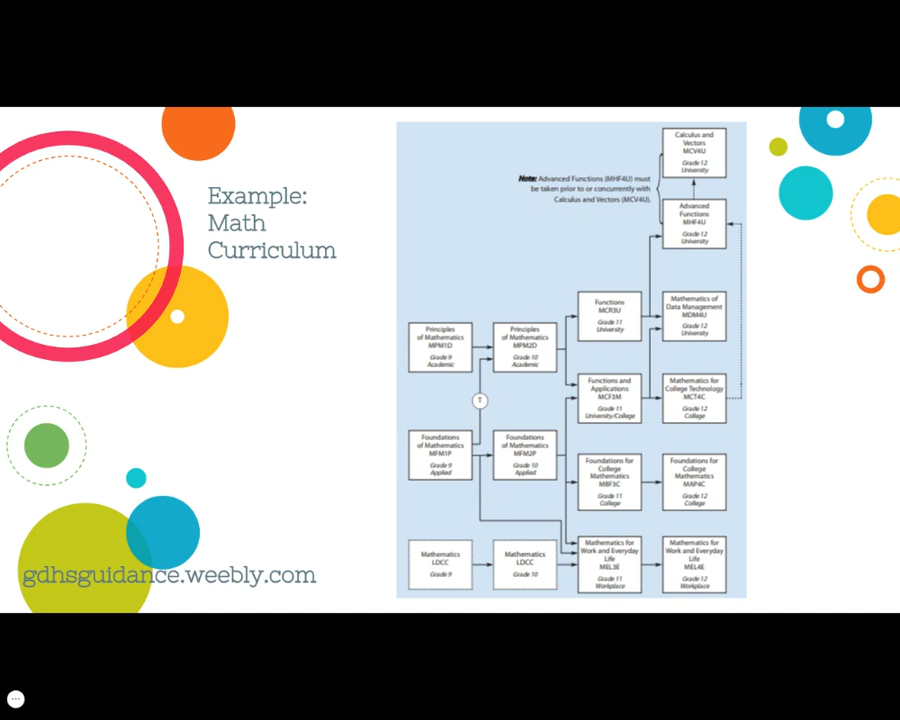 Example:
Math
Curriculum
gdhsguidance.weebly.com
Calculus and
Vectors
MCV4U
Grade 12
University
Note: Advanced Functions (MHF4U) must
be taken prior to or concurrently with
Calculus and Vectors (MCV4U).
Advanced
Functions
MHF4U
Grade 12
University
Principles
of Mathematics
MPM1D
Grade 9
Academic
Principles
of Mathematics
MPM2D
Grade 10
Academic
Functions
MCR3U
Grade 11
University
Mathematics of
Data Management
MDM4U
Grade 12
University
T
Functions and
Applications
MCF3M
Grade 11
University/College
Mathematics for
College Technology
MCT4C
Grade 12
College
Foundations
of Mathematics
MFM1P
Grade 9
Applied
Foundations
of Mathematics
MFM2P
Grade 10
Applied
Foundations for
College
Mathematics
MBF3C
Grade 11
College
Foundations for
College
Mathematics
MAP4C
Grade 12
College
Mathematics
LDCC
Grade 9
Mathematics
LDCC
Grade 10
Mathematics for
Work and Everyday
Life
MEL3E
Grade 11
Workplace
Mathematics for
Work and Everyday
Life
MEL4E
Grade 12
Workplace